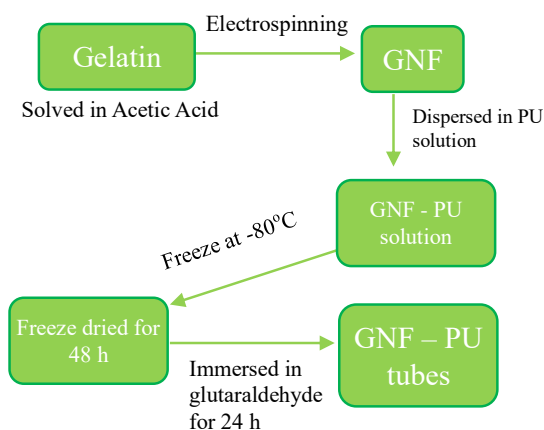 Electrospinning
Gelatin
GNF
Solved in Acetic Acid
Dispersed in PU
solution
GNF - PU
solution
Freeze at -80°C
Freeze dried for
48 h
GNF – PU
tubes
Immersed in
glutaraldehyde
for 24 h